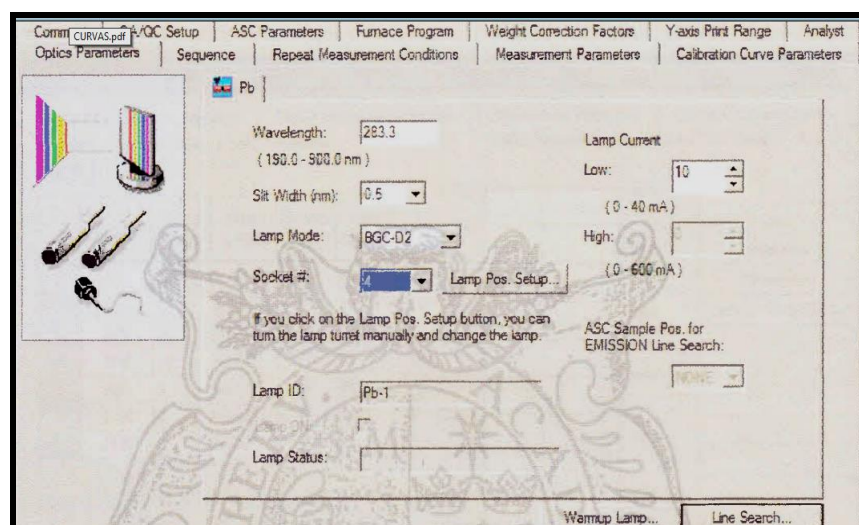 QC Setup ASC Parameters Furnace Program Weight Correction Factors Y-axis Print Range Analyst
CURVAS.pdf
Optics Parameters Sequence Repeat Measurement Conditions Measurement Parameters Calibration Curve Parameters
Pb
Wavelength: 283.3
( 190.0 - 900.0 nm )
Slit Width (nm): 0.5
Lamp Mode: BGC-D2
Socket #: 4 Lamp Pos. Setup...
If you click on the Lamp Pos. Setup button, you can
turn the lamp turret manually and change the lamp.
Lamp ID: Pb-1
Lamp ON:
Lamp Status:
Lamp Current
Low: 10
( 0 - 40 mA )
High:
( 0 - 600 mA )
ASC Sample Pos. for
EMISSION Line Search:
NONE
Warmup Lamp... Line Search...